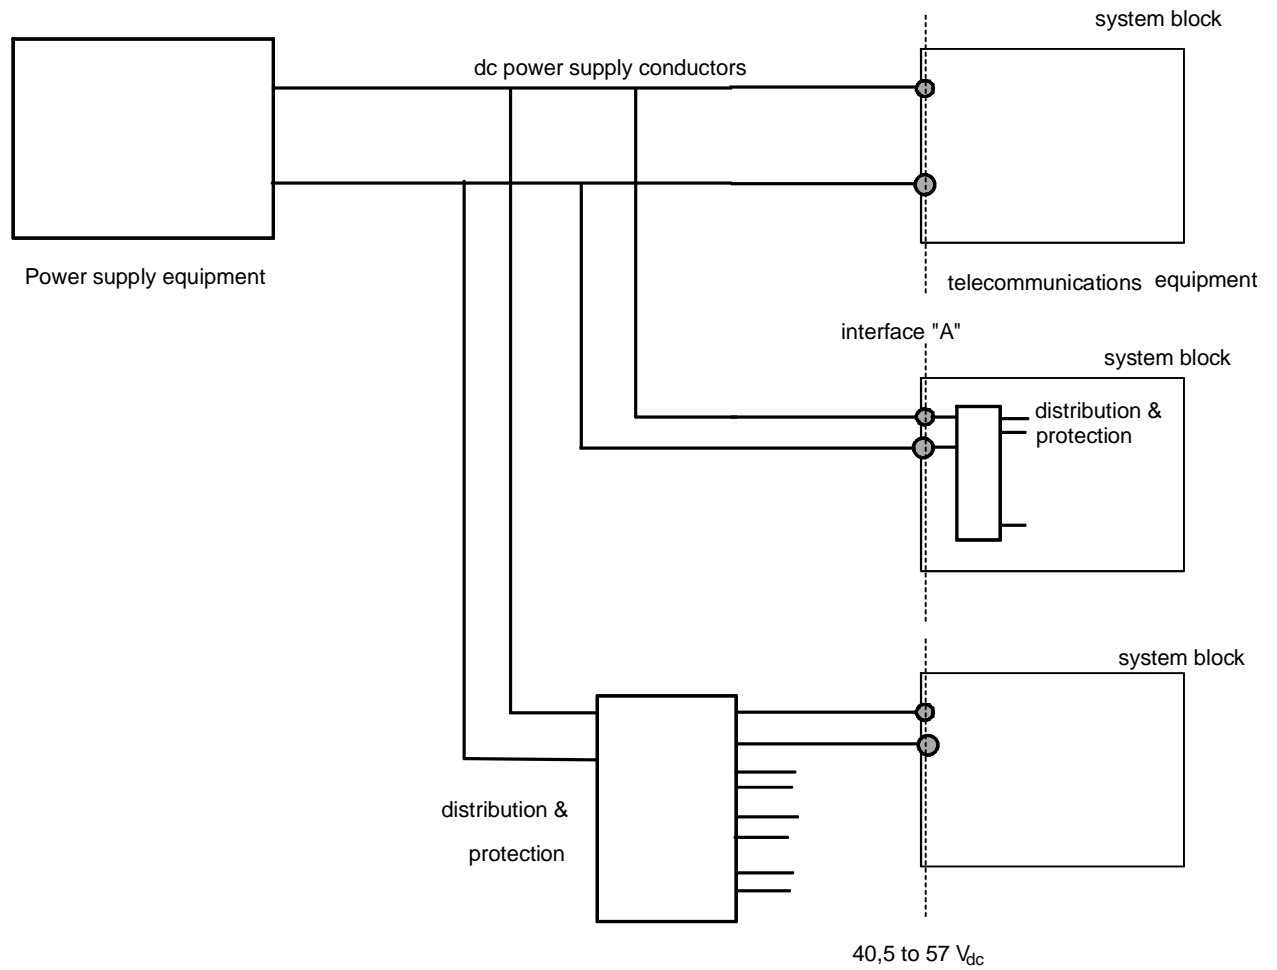 system block
dc power supply conductors
Power supply equipment
telecommunications equipment
interface "A"
system block
distribution &
protection
system block
distribution &
protection
40,5 to 57 Vdc